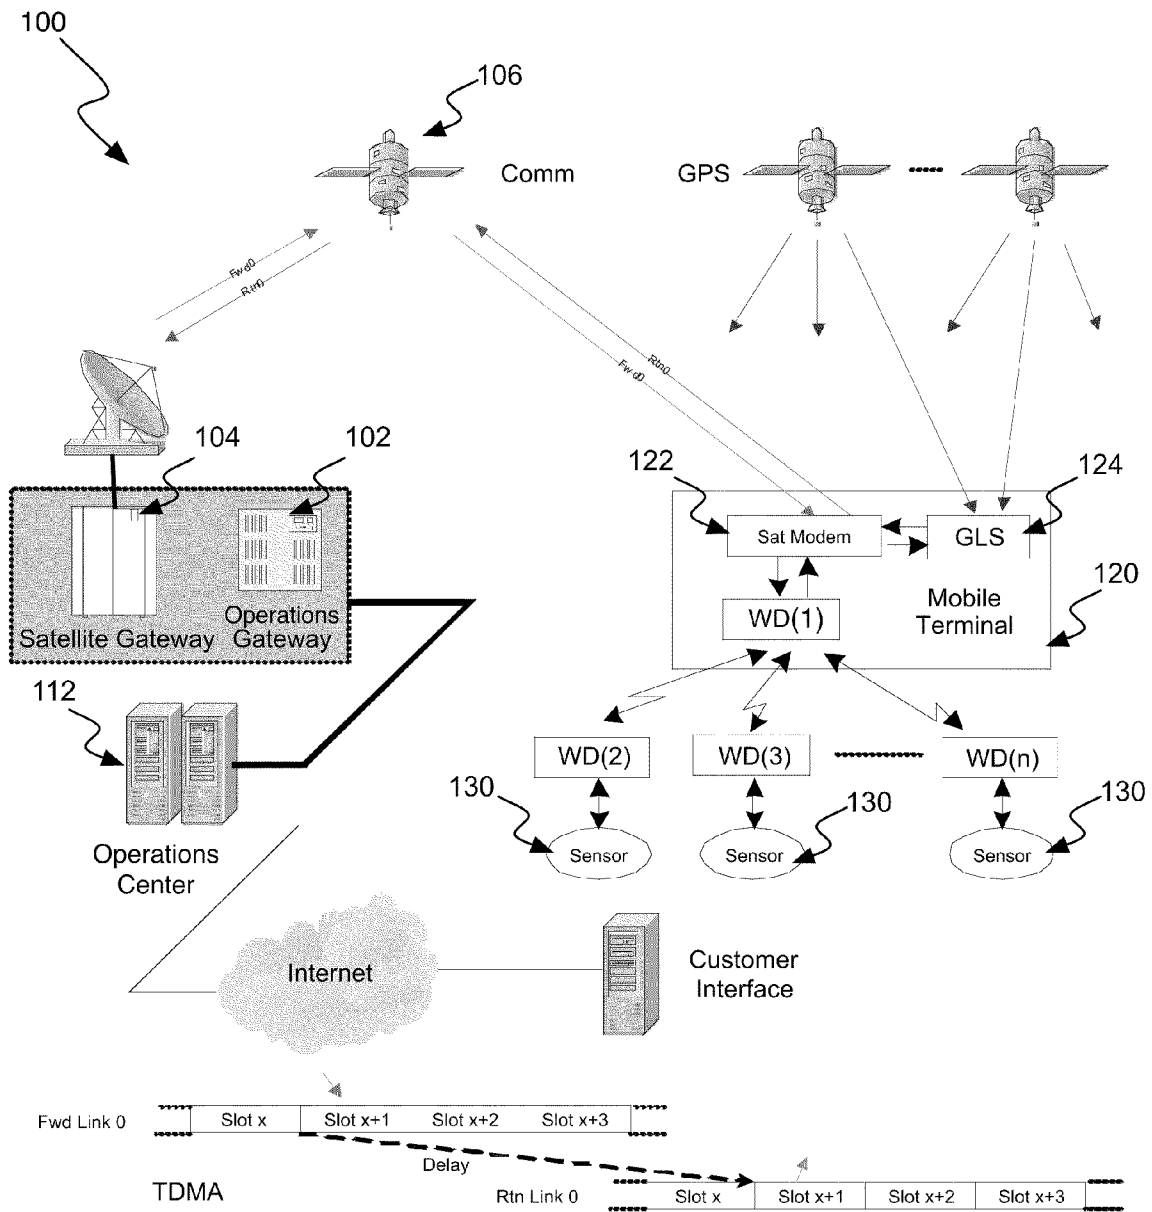 100
106
Comm
GPS
Fwd0
Rtn0
Rtn0
Fwd0
104
102
122
124
Sat Modem
GLS
120
Mobile
Terminal
WD(1)
Satellite Gateway
Operations
Gateway
112
WD(2)
WD(3)
WD(n)
130
130
130
Sensor
Sensor
Sensor
Operations
Center
Internet
Customer
Interface
Fwd Link 0
Slot x
Slot x+1
Slot x+2
Slot x+3
Delay
TDMA
Rtn Link 0
Slot x
Slot x+1
Slot x+2
Slot x+3